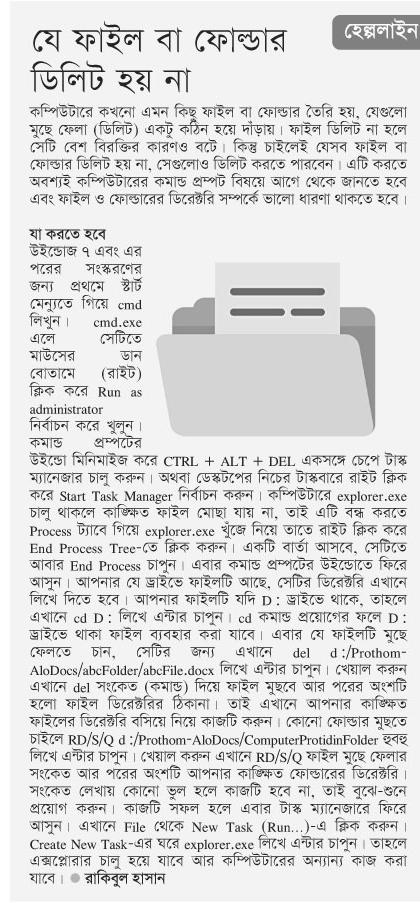 হেল্পলাইন
যে ফাইল বা ফোল্ডার
ডিলিট হয় না
কম্পিউটারে কখনো এমন কিছু ফাইল বা ফোল্ডার তৈরি হয়, যেগুলো
মুছে ফেলা (ডিলিট) একটু কঠিন হয়ে দাঁড়ায়। ফাইল ডিলিট না হলে
সেটি বেশ বিরক্তির কারণও বটে। কিন্তু চাইলেই যেসব ফাইল বা
ফোল্ডার ডিলিট হয় না, সেগুলোও ডিলিট করতে পারবেন। এটি করতে
অবশ্যই কম্পিউটারের কমান্ড প্রম্পট বিষয়ে আগে থেকে জানতে হবে
এবং ফাইল ও ফোল্ডারের ডিরেক্টরি সম্পর্কে ভালো ধারণা থাকতে হবে।
যা করতে হবে
উইন্ডোজ ৭ এবং এর
পরের সংস্করণের
জন্য প্রথমে স্টার্ট
মেন্যুতে গিয়ে cmd
লিখুন। cmd.exe
এলে সেটিতে
মাউসের ডান
বোতামে (রাইট)
ক্লিক করে Run as
administrator
নির্বাচন করে খুলুন।
কমান্ড প্রম্পটের
উইন্ডো মিনিমাইজ করে CTRL + ALT + DEL একসঙ্গে চেপে টাস্ক
ম্যানেজার চালু করুন। অথবা ডেস্কটপের নিচের টাস্কবারে রাইট ক্লিক
করে Start Task Manager নির্বাচন করুন। কম্পিউটারে explorer.exe
চালু থাকলে কাঙ্ক্ষিত ফাইল মোছা যায় না, তাই এটি বন্ধ করতে
Process ট্যাবে গিয়ে explorer.exe খুঁজে নিয়ে তাতে রাইট ক্লিক করে
End Process Tree-তে ক্লিক করুন। একটি বার্তা আসবে, সেটিতে
আবার End Process চাপুন। এবার কমান্ড প্রম্পটের উইন্ডোতে ফিরে
আসুন। আপনার যে ড্রাইভে ফাইলটি আছে, সেটির ডিরেক্টরি এখানে
লিখে দিতে হবে। আপনার ফাইলটি যদি D : ড্রাইভে থাকে, তাহলে
এখানে cd D : লিখে এন্টার চাপুন। cd কমান্ড প্রয়োগের ফলে D :
ড্রাইভে থাকা ফাইল ব্যবহার করা যাবে। এবার যে ফাইলটি মুছে
ফেলতে চান, সেটির জন্য এখানে del d :/Prothom-
AloDocs/abcFolder/abcFile.docx লিখে এন্টার চাপুন। খেয়াল করুন
এখানে del সংকেত (কমান্ড) দিয়ে ফাইল মুছবে আর পরের অংশটি
হলো ফাইল ডিরেক্টরির ঠিকানা। তাই এখানে আপনার কাঙ্ক্ষিত
ফাইলের ডিরেক্টরি বসিয়ে নিয়ে কাজটি করুন। কোনো ফোল্ডার মুছতে
চাইলে RD/S/Q d :/Prothom-AloDocs/ComputerProtidinFolder হুবহু
লিখে এন্টার চাপুন। খেয়াল করুন এখানে RD/S/Q ফাইল মুছে ফেলার
সংকেত আর পরের অংশটি আপনার কাঙ্ক্ষিত ফোল্ডারের ডিরেক্টরি।
সংকেত লেখায় কোনো ভুল হলে কাজটি হবে না, তাই বুঝে-শুনে
প্রয়োগ করুন। কাজটি সফল হলে এবার টাস্ক ম্যানেজারে ফিরে
আসুন। এখানে File থেকে New Task (Run...)-এ ক্লিক করুন।
Create New Task-এর ঘরে explorer.exe লিখে এন্টার চাপুন। তাহলে
এক্সপ্লোরার চালু হয়ে যাবে আর কম্পিউটারের অন্যান্য কাজ করা
যাবে। ● রাকিবুল হাসান